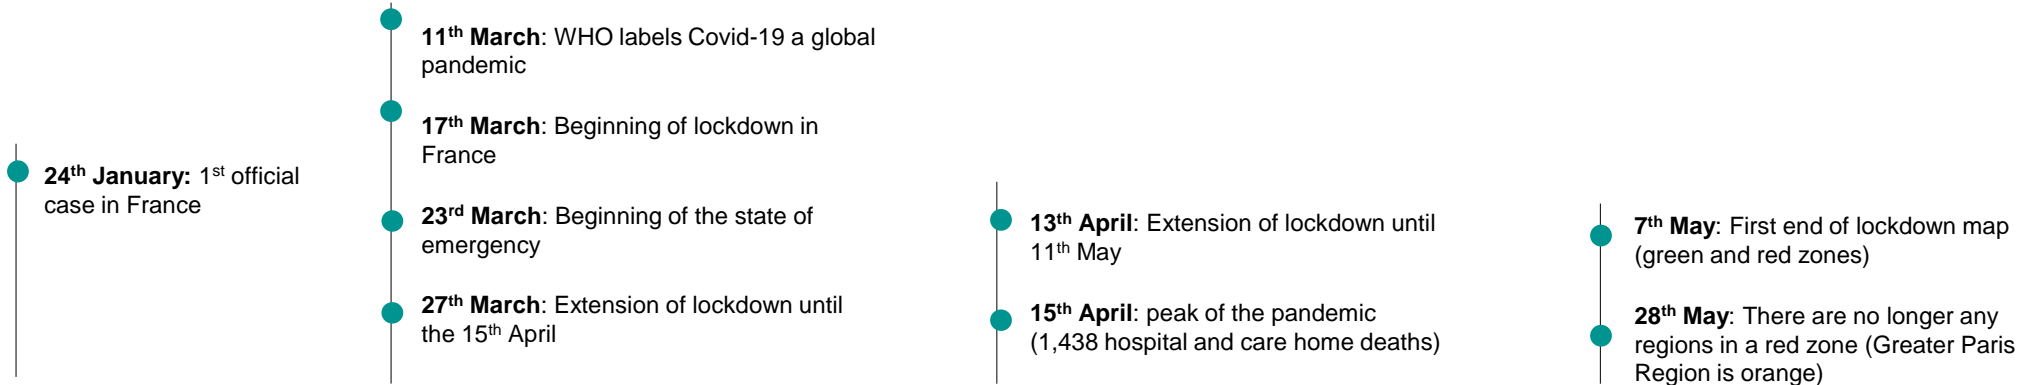 24th January: 1st official
case in France
11th March: WHO labels Covid-19 a global
pandemic
17th March: Beginning of lockdown in
France
23rd March: Beginning of the state of
emergency
27th March: Extension of lockdown until
the 15th April
13th April: Extension of lockdown until
11th May
15th April: peak of the pandemic
(1,438 hospital and care home deaths)
7th May: First end of lockdown map
(green and red zones)
28th May: There are no longer any
regions in a red zone (Greater Paris
Region is orange)